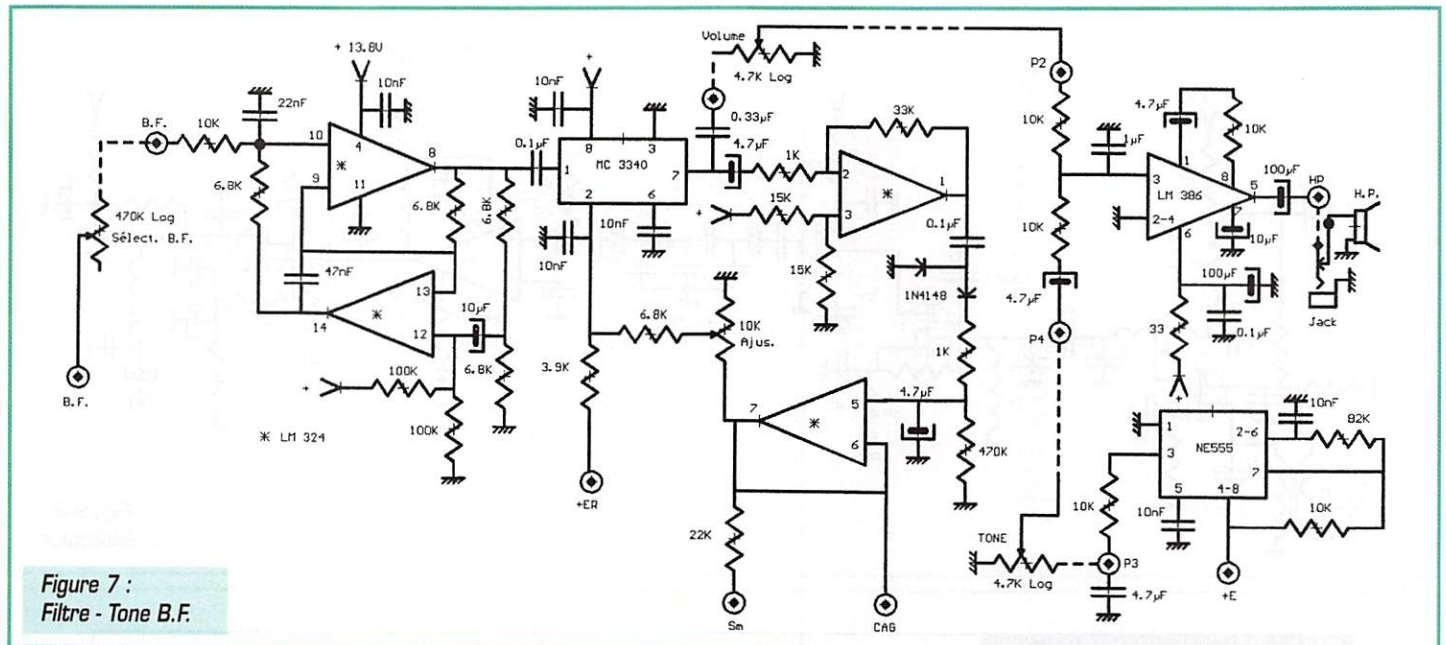 + 13.8V
10nF
22nF
B.F.
10K
10
4
9
8
11
6.8K
470K Log
Sélect. B.F.
B.F.
47nF
6.8K
6.8K
14
13
12
10µF
6.8K
+
100K
100K
* LM 324
+
10nF
0.1µF
8
3
1
MC 3340
7
2
6
10nF
10nF
3.9K
6.8K
+ER
Volume
4.7K Log
0.33µF
4.7µF
1K
33K
2
3
1
15K
+
15K
0.1µF
1N4148
10K
Ajus.
1K
4.7µF
7
5
6
470K
22K
Sm
CAG
P2
10K
1µF
10K
4.7µF
P4
TONE
4.7K Log
4.7µF
10K
1
8
3
LM 386
5
2-4
7
6
100µF
HP
H.P.
10µF
100µF
0.1µF
Jack
33
+
10nF
82K
1
2-6
NE555
3
7
5
4-8
10nF
10K
10K
P3
4.7µF
+E
Figure 7 :
Filtre - Tone B.F.